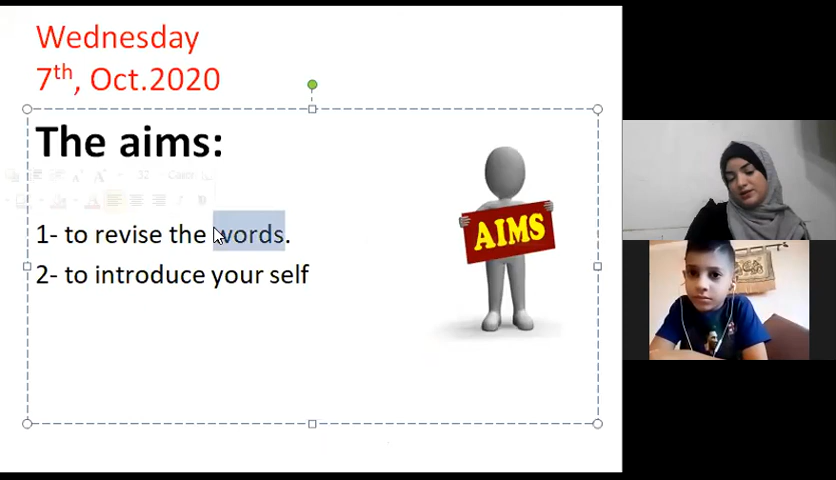 Wednesday
7th, Oct.2020
The aims:
1- to revise the words.
2- to introduce your self
AIMS